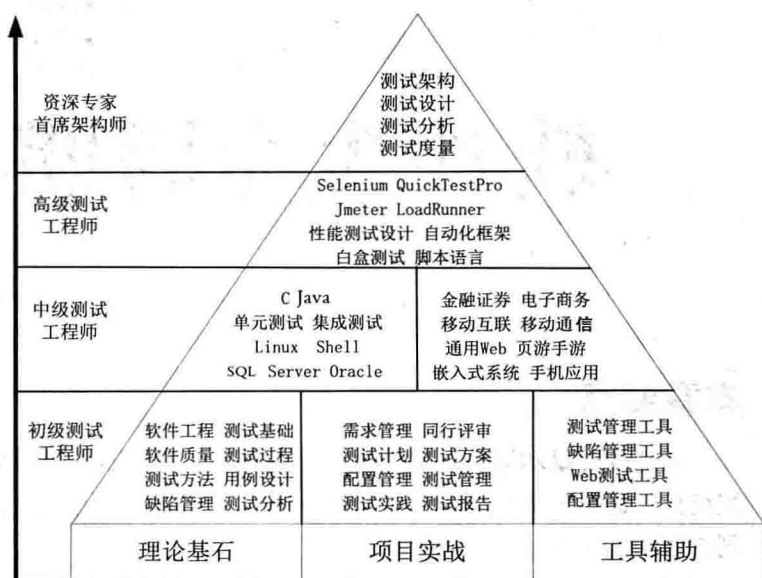 资深专家
首席架构师
测试架构
测试设计
测试分析
测试度量
高级测试
工程师
Selenium QuickTestPro
Jmeter LoadRunner
性能测试设计 自动化框架
白盒测试 脚本语言
中级测试
工程师
C Java
单元测试 集成测试
Linux Shell
SQL Server Oracle
金融证券 电子商务
移动互联 移动通信
通用Web 页游手游
嵌入式系统 手机应用
初级测试
工程师
软件工程 测试基础
软件质量 测试过程
测试方法 用例设计
缺陷管理 测试分析
需求管理 同行评审
测试计划 测试方案
配置管理 测试管理
测试实践 测试报告
测试管理工具
缺陷管理工具
Web测试工具
配置管理工具
理论基石
项目实战
工具辅助